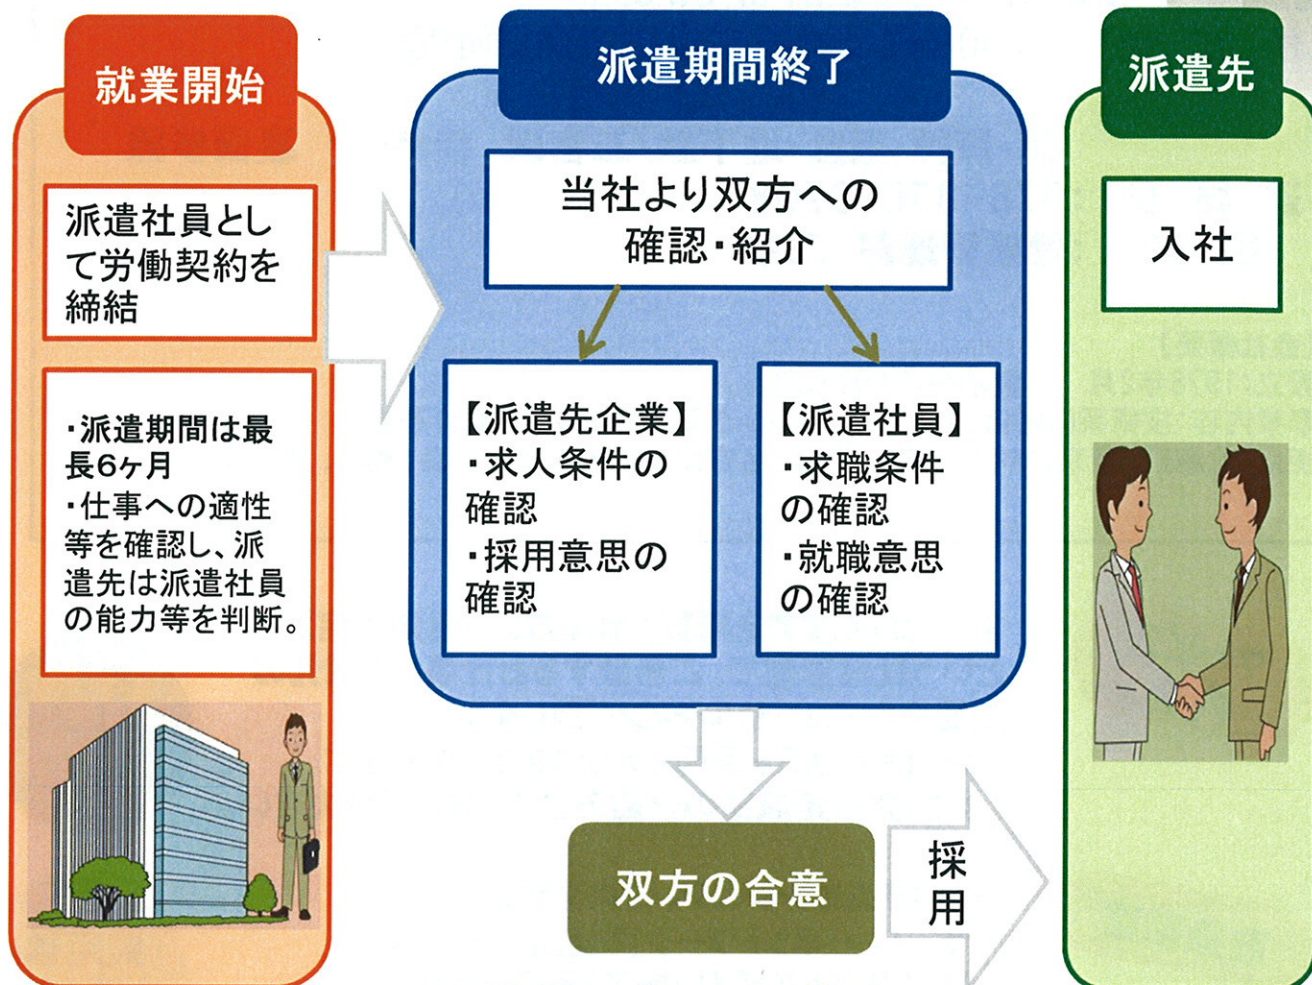 就業開始
派遣社員とし
て労働契約を
締結
・派遣期間は最
長6ヶ月
・仕事への適性
等を確認し、派
遣先は派遣社員
の能力等を判断。
派遣期間終了
当社より双方への
確認・紹介
【派遣先企業】
・求人条件の
確認
・採用意思の
確認
【派遣社員】
・求職条件
の確認
・就職意思
の確認
双方の合意
採
用
派遣先
入社